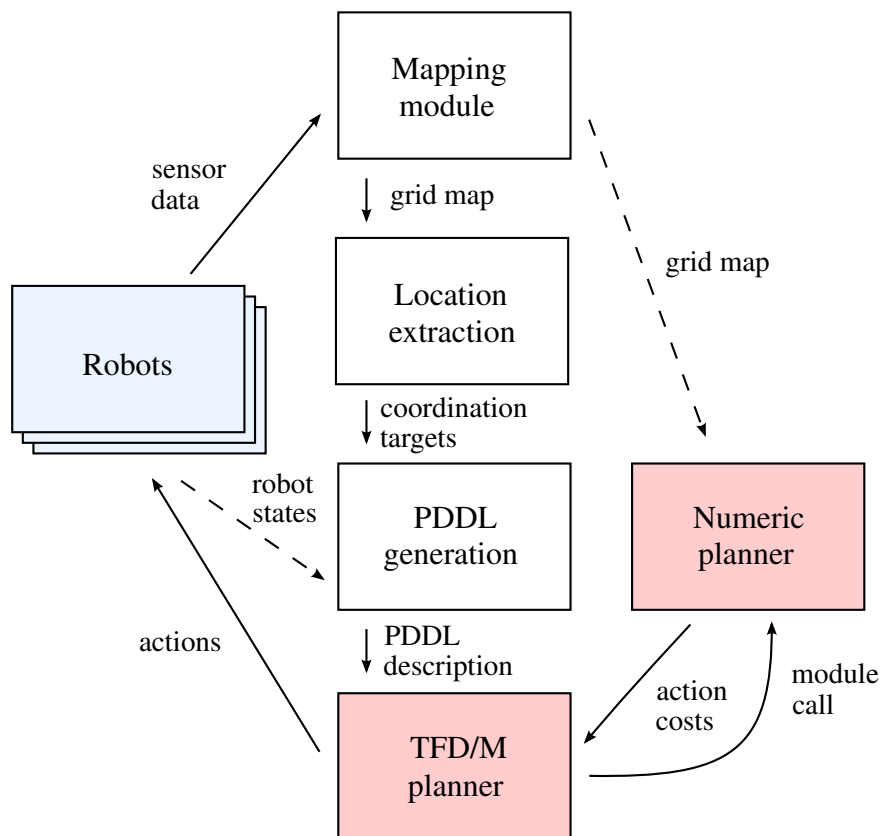 Mapping
module
sensor
data
grid map
grid map
Location
extraction
Robots
coordination
targets
robot
states
PDDL
generation
Numeric
planner
actions
PDDL
description
action
costs
module
call
TFD/M
planner